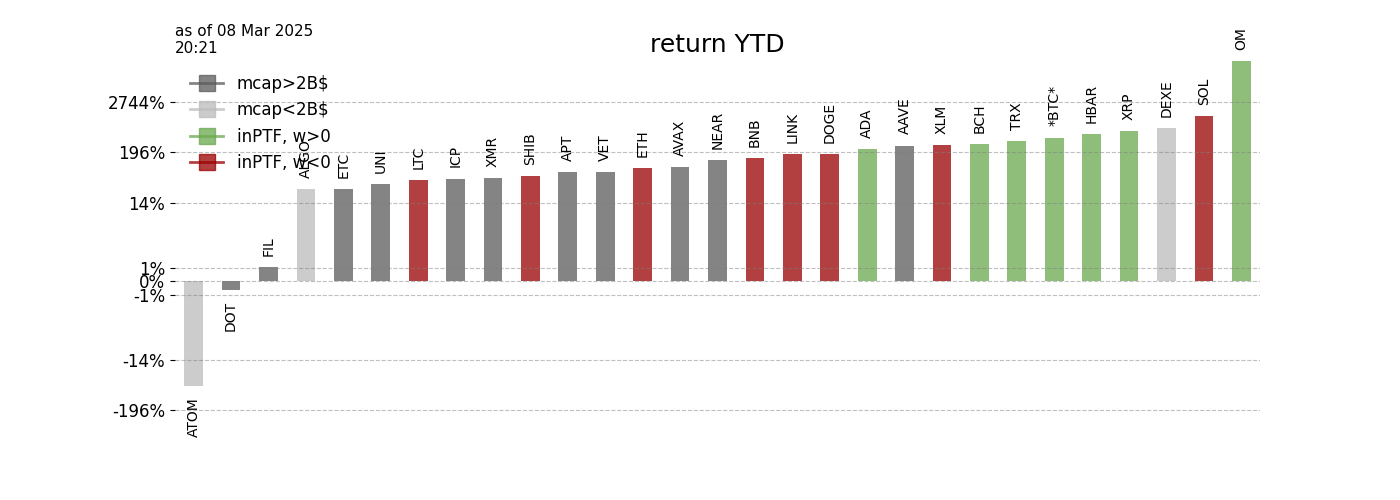 as of 08 Mar 2025
20:21
return YTD
mcap>2B$
mcap<2B$
inPTF, w>0
inPTF, w<0
2744%
196%
14%
1%
0%
-1%
-14%
-196%
ATOM
DOT
FIL
ALGO
ETC
UNI
LTC
ICP
XMR
SHIB
APT
VET
ETH
AVAX
NEAR
BNB
LINK
DOGE
ADA
AAVE
XLM
BCH
TRX
*BTC*
HBAR
XRP
DEXE
SOL
OM